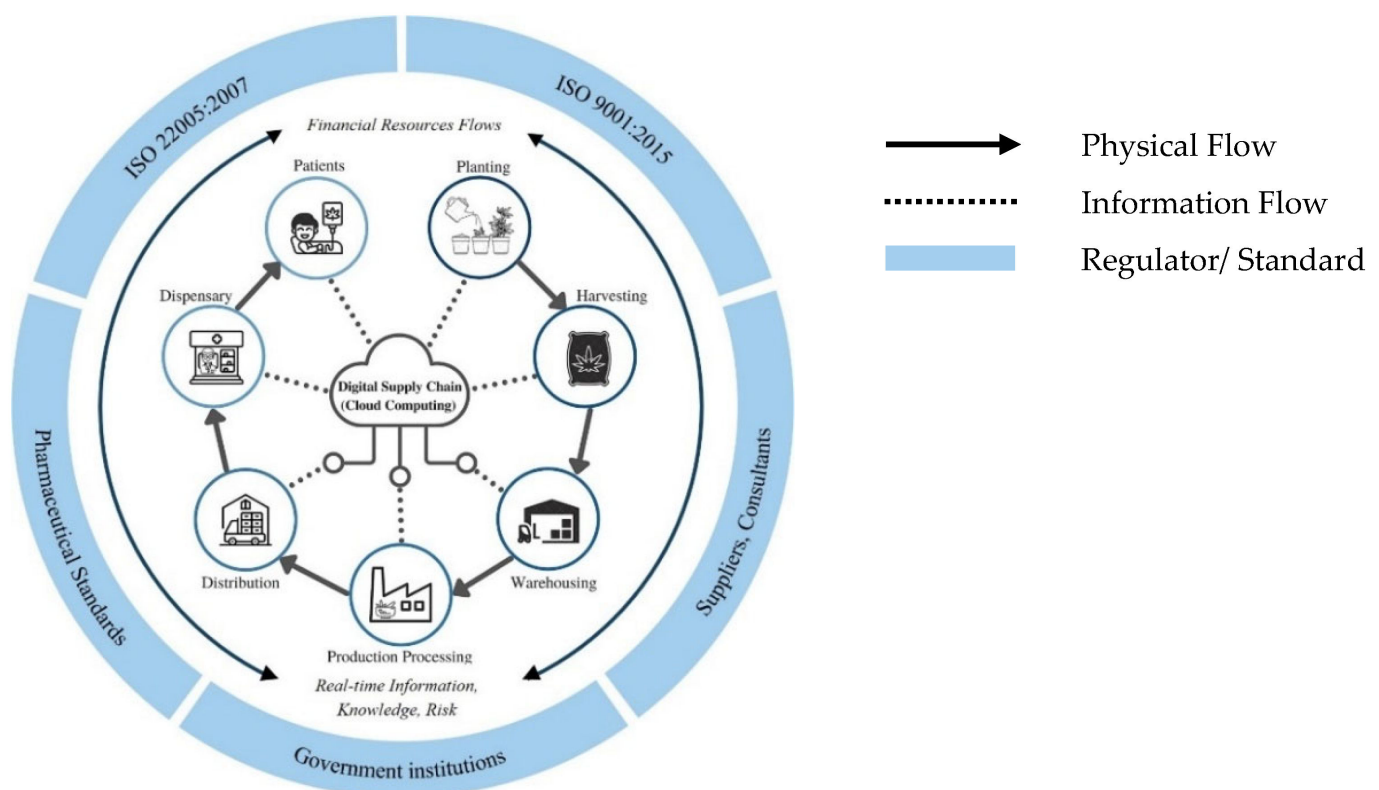 ISO 22005:2007
ISO 9001:2015
Financial Resources Flows
Patients
Planting
Dispensary
Harvesting
Digital Supply Chain
(Cloud Computing)
Distribution
Warehousing
Production Processing
Real-time Information,
Knowledge, Risk
Pharmaceutical Standards
Suppliers, Consultants
Government institutions
Physical Flow
Information Flow
Regulator/ Standard